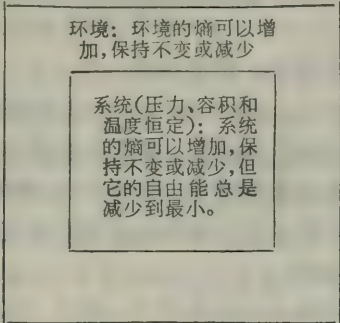 环境：环境的熵可以增
加，保持不变或减少
系统(压力、容积和
温度恒定)：系统
的熵可以增加，保
持不变或减少，但
它的自由能总是
减少到最小。